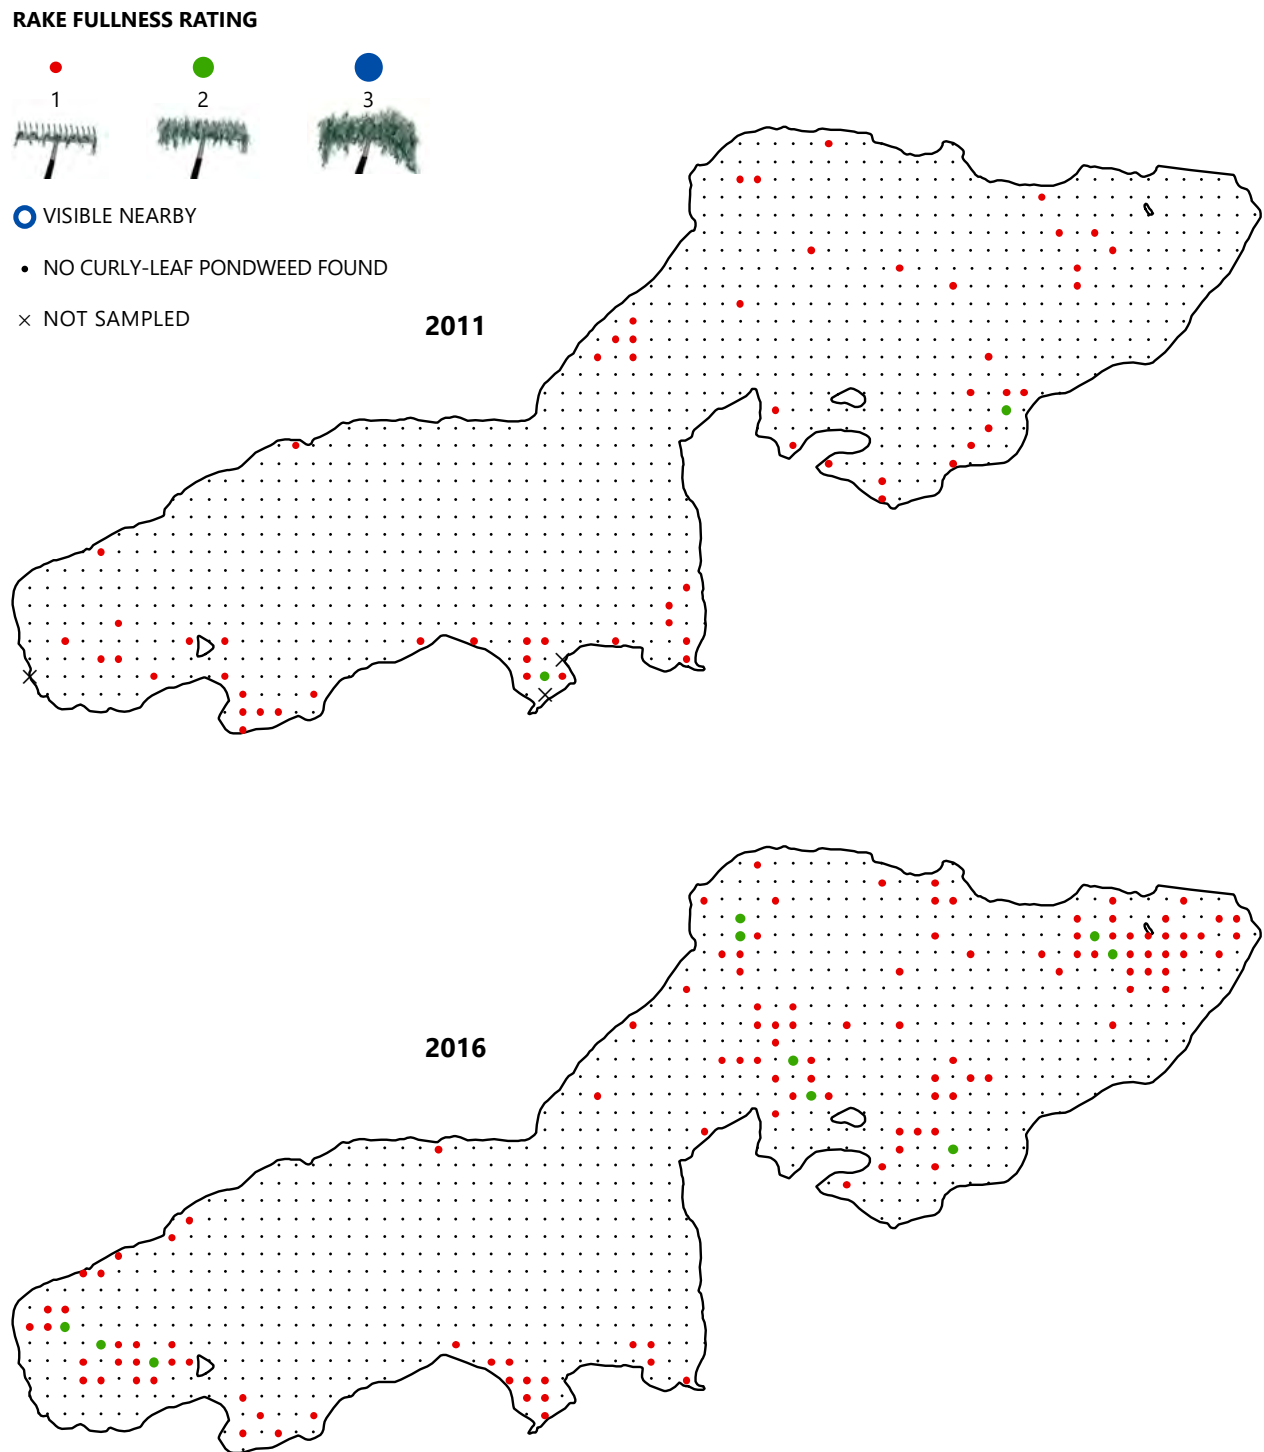 RAKE FULLNESS RATING
1
2
3
VISIBLE NEARBY
NO CURLY-LEAF PONDWEED FOUND
NOT SAMPLED
2011
2016